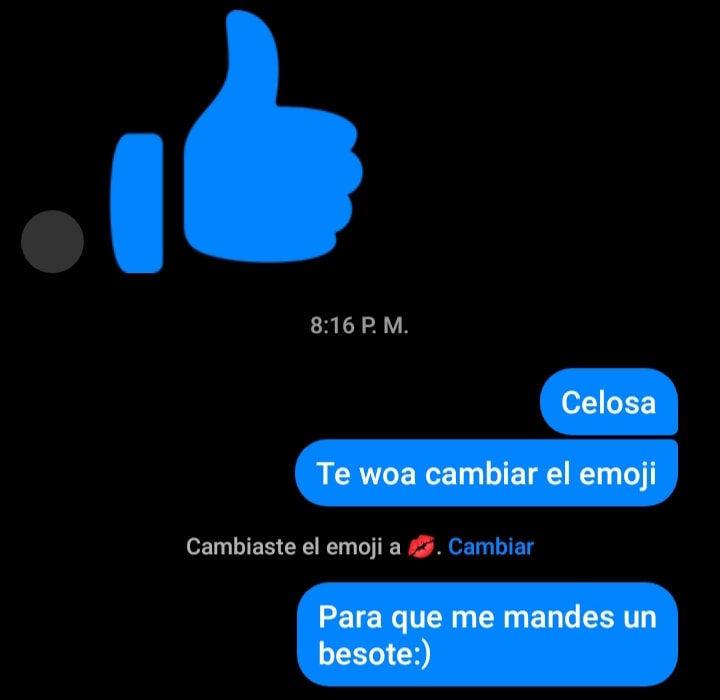 8:16 P. M.
Celosa
Te woa cambiar el emoji
Cambiaste el emoji a 💋. Cambiar
Para que me mandes un
besote:)